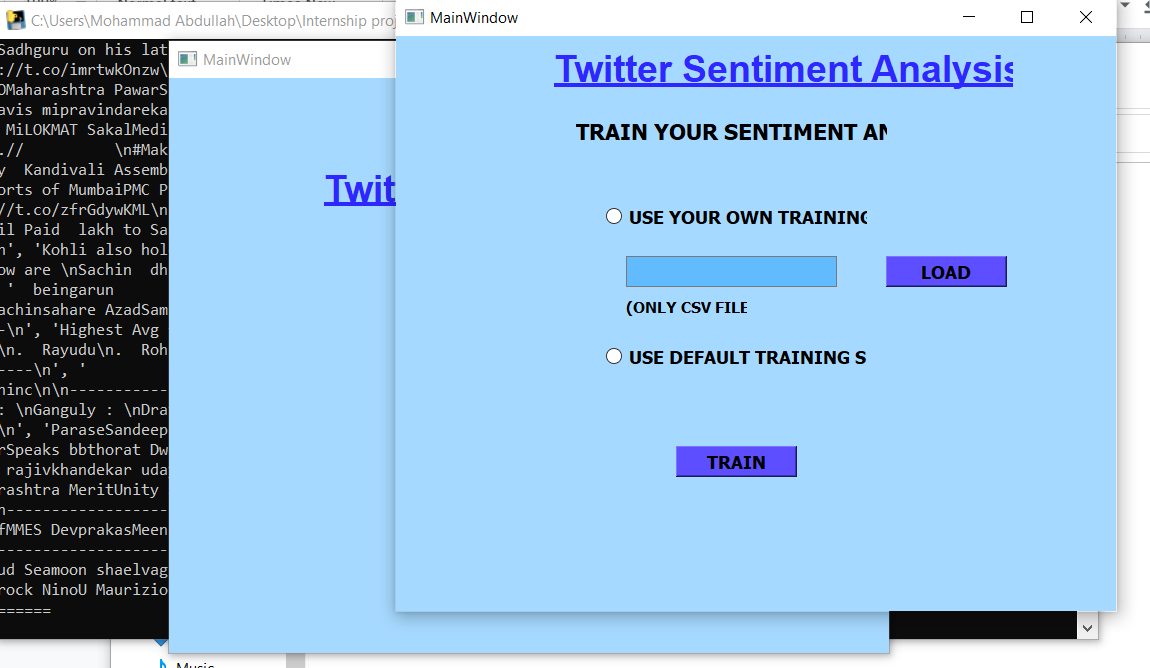 C:\Users\Mohammad Abdullah\Desktop\Internship proj
MainWindow
Twitter Sentiment Analysis
TRAIN YOUR SENTIMENT AN
USE YOUR OWN TRAINING
LOAD
(ONLY CSV FILE
USE DEFAULT TRAINING S
TRAIN
MainWindow
Twit
Sadhguru on his lat
://t.co/imrtwkOnzw\
OMaharashtra PawarS
avis mipravindareka
MiLOKMAT SakalMedi
.// \n#Mak
y Kandivali Assemb
orts of MumbaiPMC P
//t.co/zfrGdywKML\n
il Paid lakh to Sa
n', 'Kohli also hol
ow are \nSachin dh
' beingarun
achinsahare AzadSam
-\n', 'Highest Avg
\n. Rayudu\n. Roh
----\n', '
ninc\n\n------------
: \nGanguly : \nDra
\n', 'ParaseSandeep
rSpeaks bbthorat Dw
rajivkhandekar uda
rashtra MeritUnity
n-------------------
fMMES DevprakasMeen
--------------------
ud Seamoon shaelvag
rock NinoU Maurizio
======
Music